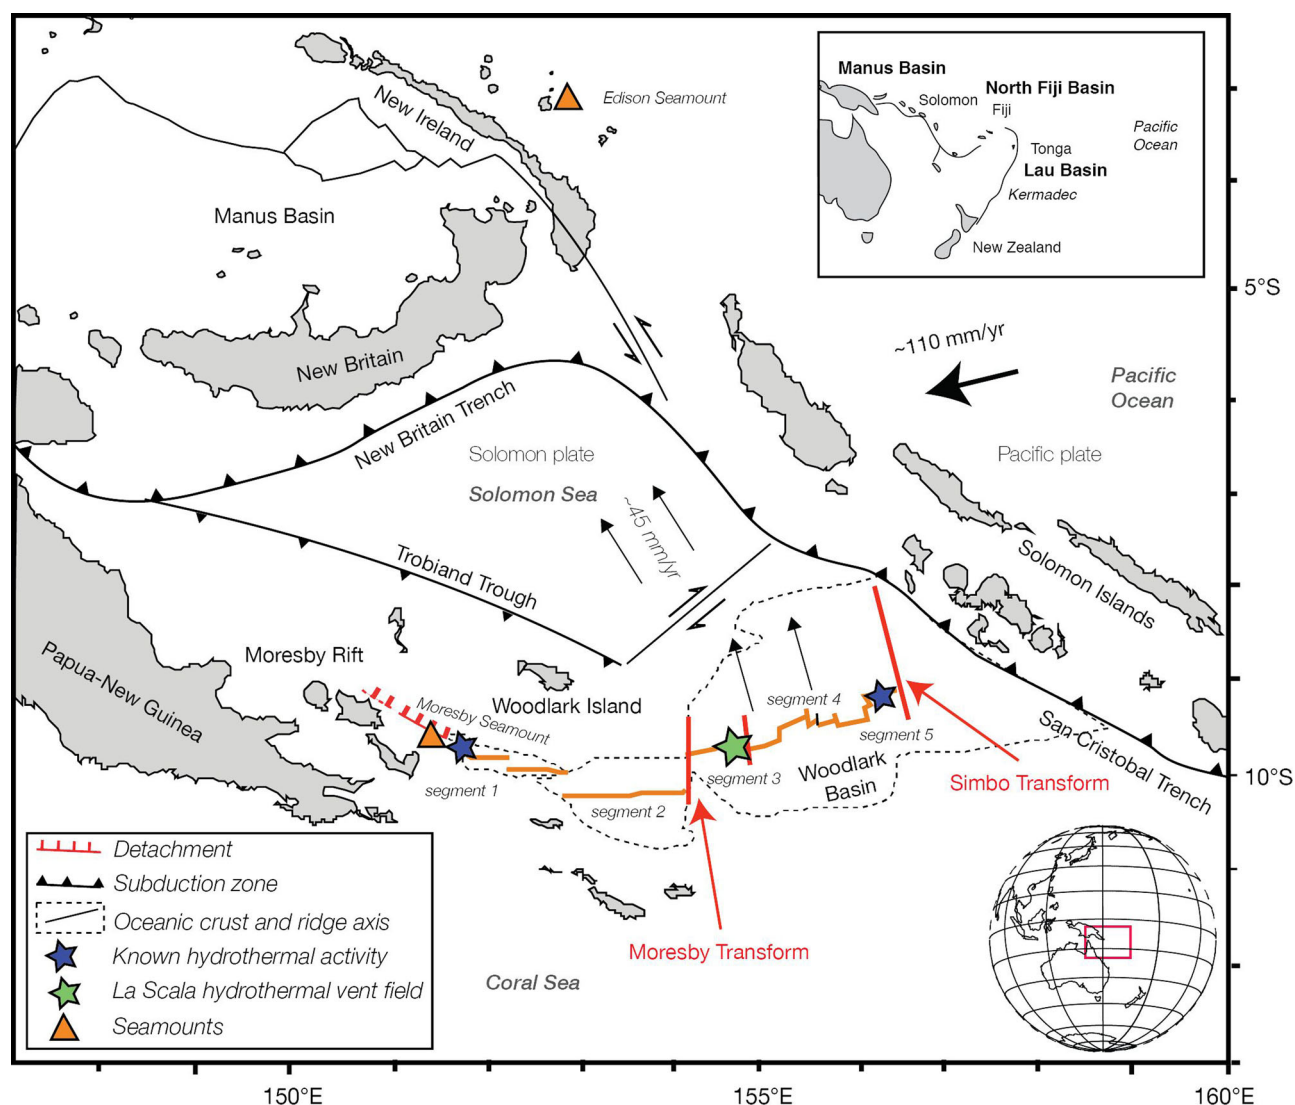 Edison Seamount
New Ireland
Manus Basin
New Britain
New Britain Trench
Solomon plate
Solomon Sea
~45 mm/yr
Trobiand Trough
Papua-New Guinea
Moresby Rift
Moresby Seamount
Woodlark Island
segment 1
segment 2
segment 3
segment 4
segment 5
Woodlark
Basin
Simbo Transform
Moresby Transform
San-Cristobal Trench
Solomon Islands
Pacific plate
Pacific
Ocean
~110 mm/yr
Coral Sea
Manus Basin
North Fiji Basin
Solomon
Fiji
Pacific
Ocean
Tonga
Lau Basin
Kermadec
New Zealand
Detachment
Subduction zone
Oceanic crust and ridge axis
Known hydrothermal activity
La Scala hydrothermal vent field
Seamounts
5°S
10°S
150°E
155°E
160°E